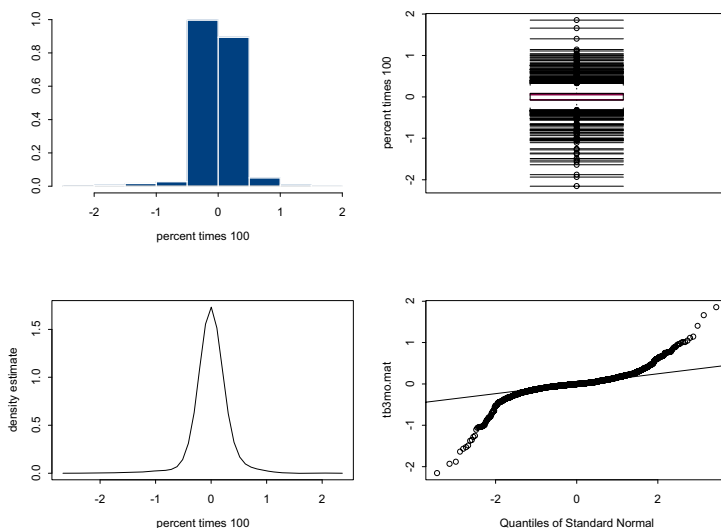 0.0 0.2 0.4 0.6 0.8 1.0
-2 -1 0 1 2
percent times 100
-2 -1 0 1 2
percent times 100
0.0 0.5 1.0 1.5
density estimate
-2 -1 0 1 2
percent times 100
-2 -1 0 1 2
tb3mo.mat
-2 0 2
Quantiles of Standard Normal